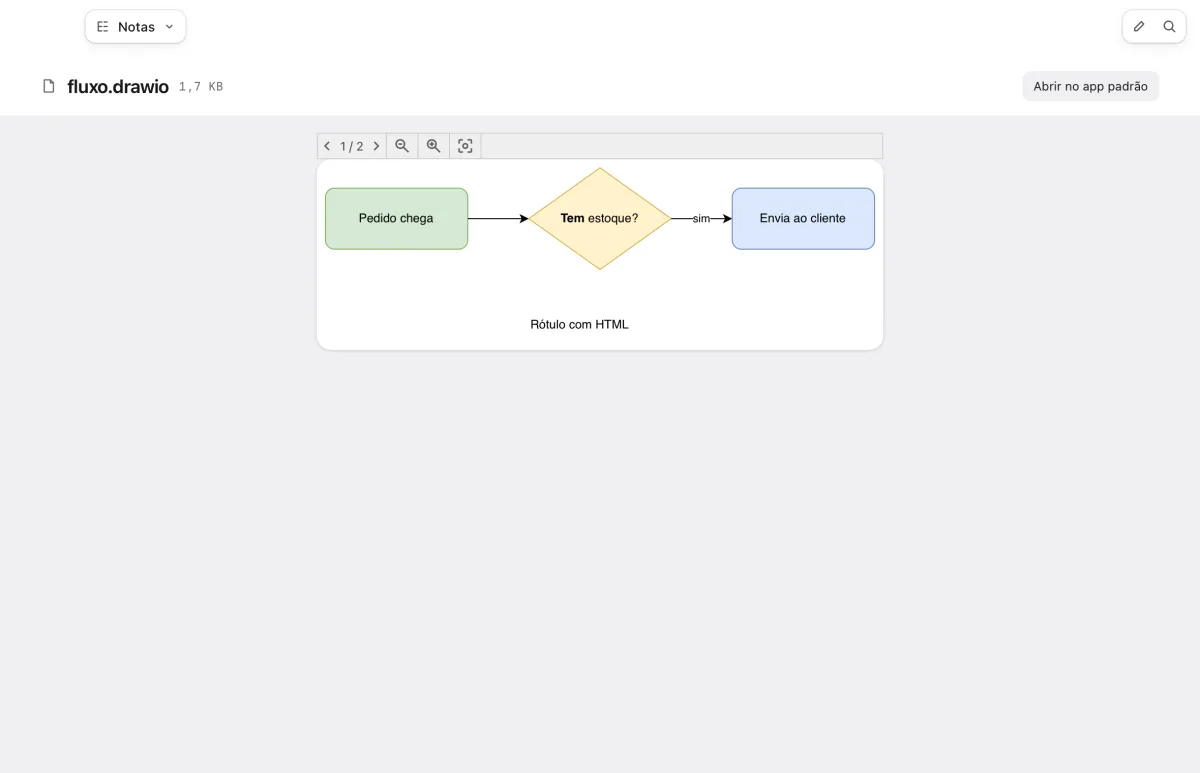 Notas
fluxo.drawio 1,7 KB
Abrir no app padrão
1 / 2
Pedido chega
Tem estoque?
sim
Envia ao cliente
Rótulo com HTML